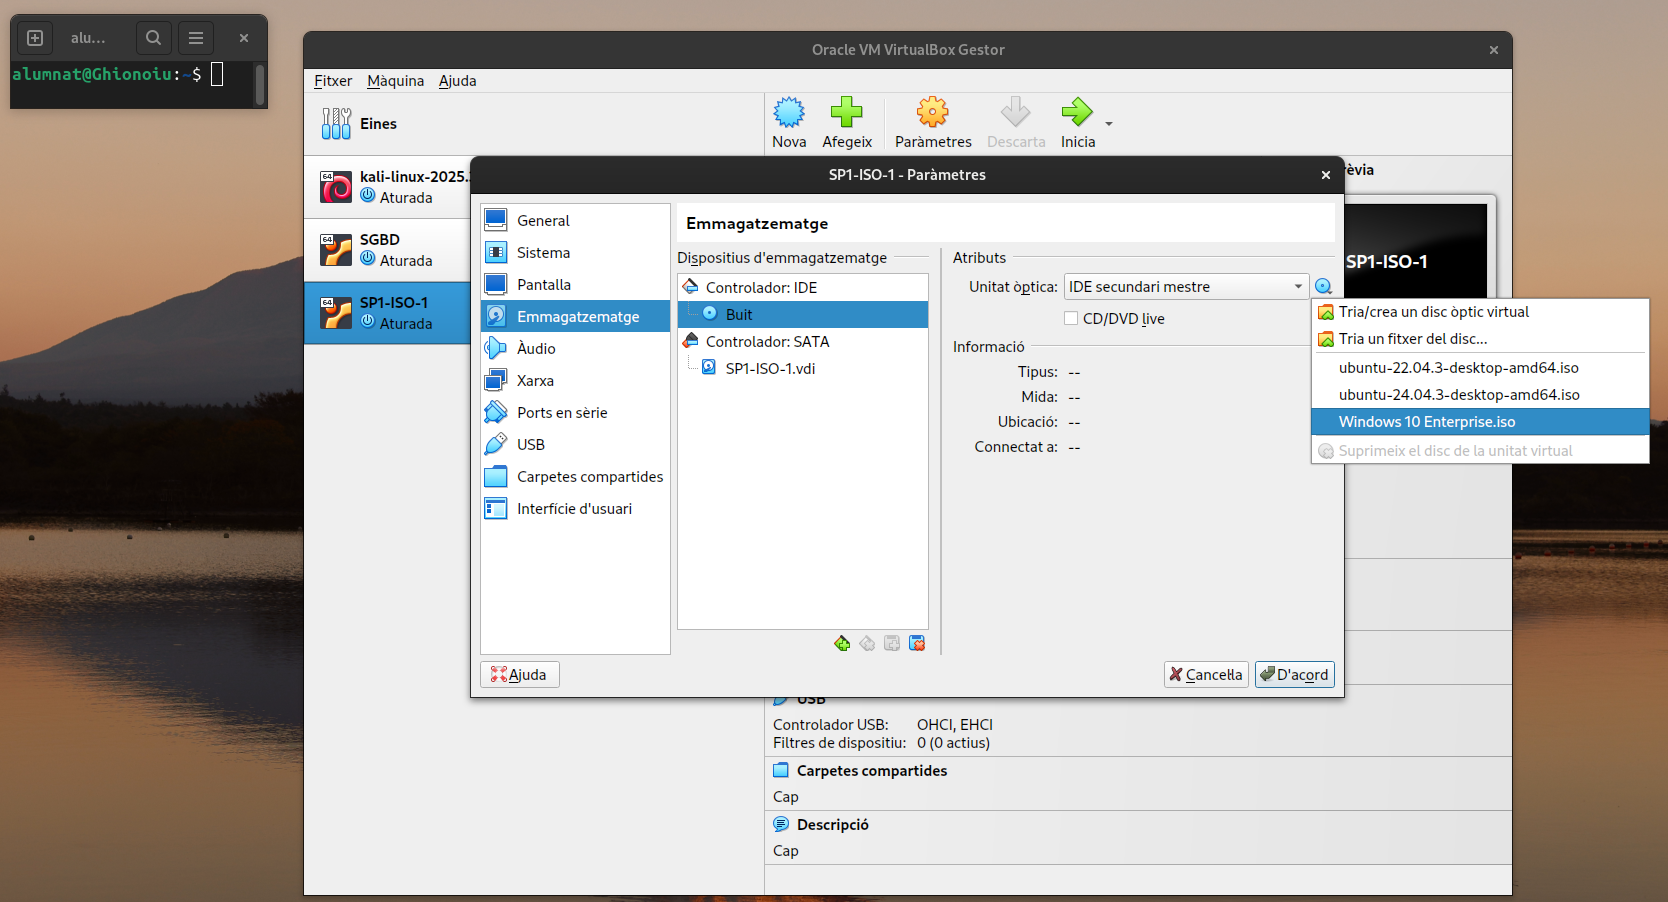 alu...
alumnat@Ghionoiu:~$
Oracle VM VirtualBox Gestor
Fitxer Màquina Ajuda
Eines
Nova Afegeix Paràmetres Descarta Inicia
64 kali-linux-2025.
Aturada
64 SGBD
Aturada
64 SP1-ISO-1
Aturada
èvia
SP1-ISO-1
SP1-ISO-1 - Paràmetres
General
Sistema
Pantalla
Emmagatzematge
Àudio
Xarxa
Ports en sèrie
USB
Carpetes compartides
Interfície d'usuari
Emmagatzematge
Dispositius d'emmagatzematge
Controlador: IDE
Buit
Controlador: SATA
SP1-ISO-1.vdi
Atributs
Unitat òptica: IDE secundari mestre
CD/DVD live
Informació
Tipus: --
Mida: --
Ubicació: --
Connectat a: --
Tria/crea un disc òptic virtual
Tria un fitxer del disc...
ubuntu-22.04.3-desktop-amd64.iso
ubuntu-24.04.3-desktop-amd64.iso
Windows 10 Enterprise.iso
Suprimeix el disc de la unitat virtual
Ajuda
Canceŀla D'acord
USB
Controlador USB: OHCI, EHCI
Filtres de dispositiu: 0 (0 actius)
Carpetes compartides
Cap
Descripció
Cap